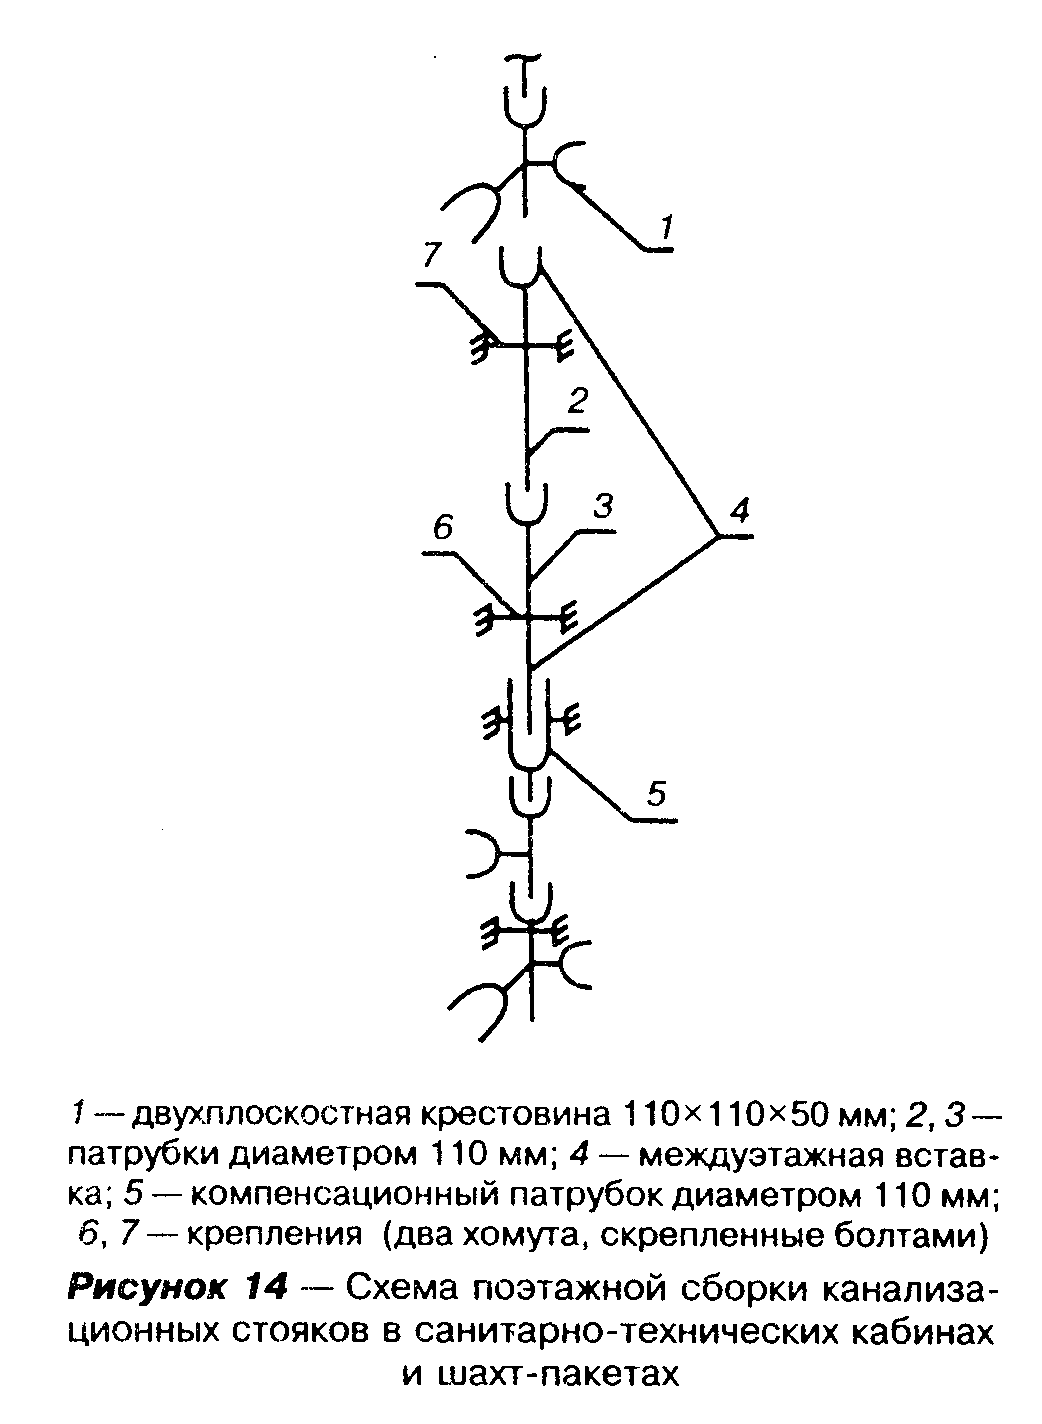 1
7
2
3
4
6
5
1 — двухплоскостная крестовина 110×110×50 мм; 2, 3 —
патрубки диаметром 110 мм; 4 — междуэтажная встав-
ка; 5 — компенсационный патрубок диаметром 110 мм;
6, 7 — крепления (два хомута, скрепленные болтами)
Рисунок 14 — Схема поэтажной сборки канализа-
ционных стояков в санитарно-технических кабинах
и шахт-пакетах